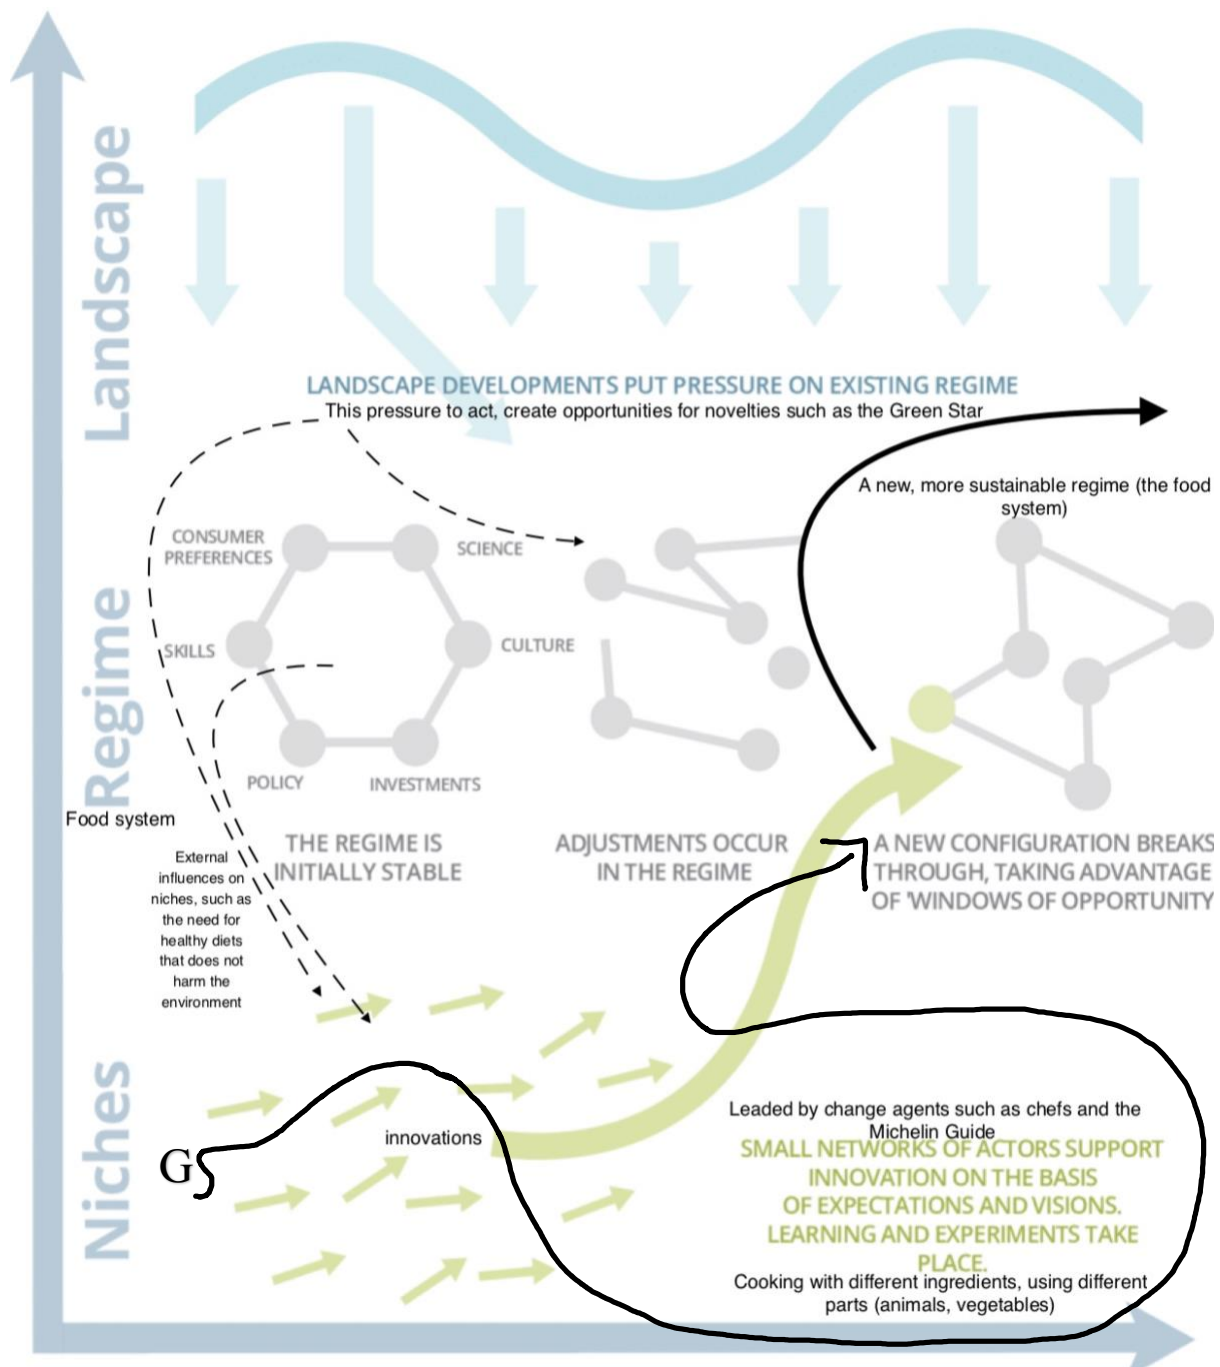 Landscape
LANDSCAPE DEVELOPMENTS PUT PRESSURE ON EXISTING REGIME
This pressure to act, create opportunities for novelties such as the Green Star
A new, more sustainable regime (the food
system)
Regime
CONSUMER
PREFERENCES
SCIENCE
SKILLS
CULTURE
POLICY
INVESTMENTS
Food system
THE REGIME IS
INITIALLY STABLE
ADJUSTMENTS OCCUR
IN THE REGIME
A NEW CONFIGURATION BREAKS
THROUGH, TAKING ADVANTAGE
OF 'WINDOWS OF OPPORTUNITY
External
influences on
niches, such as
the need for
healthy diets
that does not
harm the
environment
Niches
innovations
G
Leaded by change agents such as chefs and the
Michelin Guide
SMALL NETWORKS OF ACTORS SUPPORT
INNOVATION ON THE BASIS
OF EXPECTATIONS AND VISIONS.
LEARNING AND EXPERIMENTS TAKE
PLACE.
Cooking with different ingredients, using different
parts (animals, vegetables)